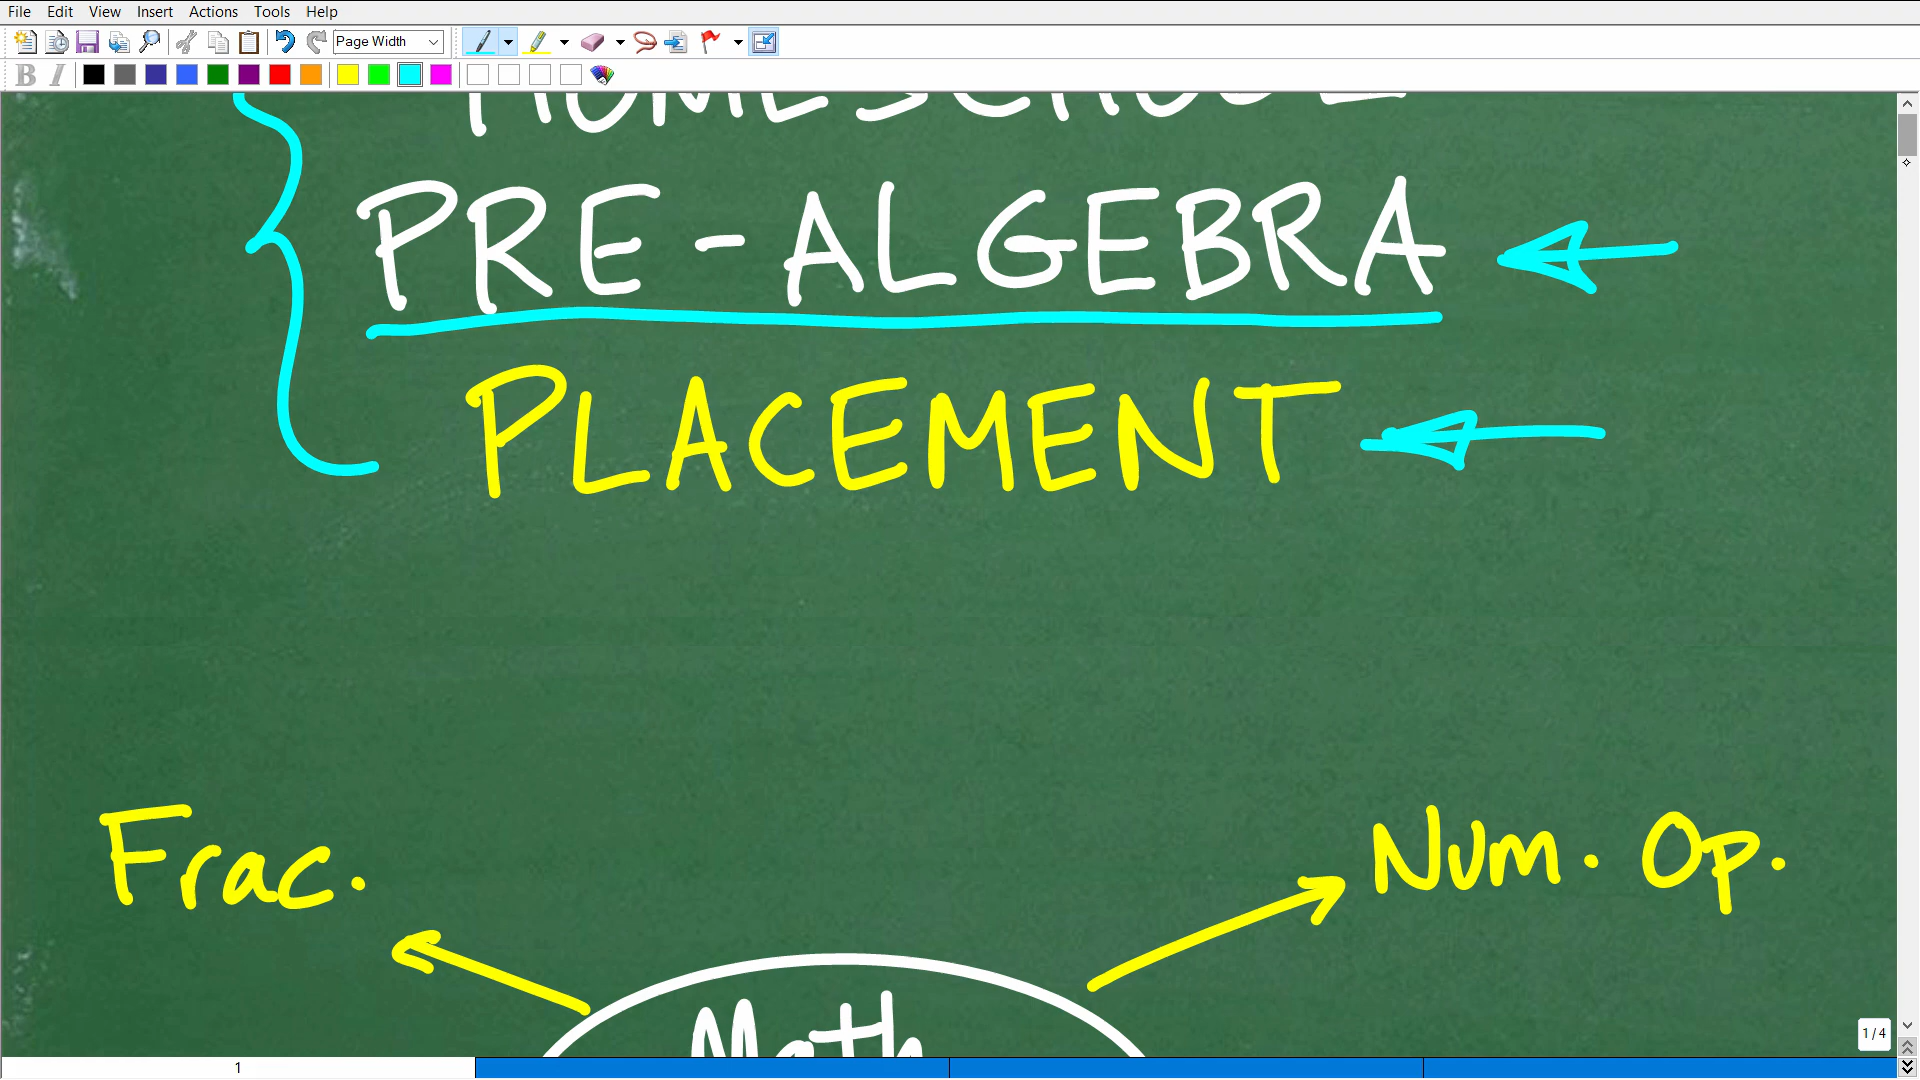 File Edit View Insert Actions Tools Help
Page Width
B I
HOMESCHOOL
PRE-ALGEBRA
PLACEMENT
Frac.
Num. Op.
Math
1 / 4
1